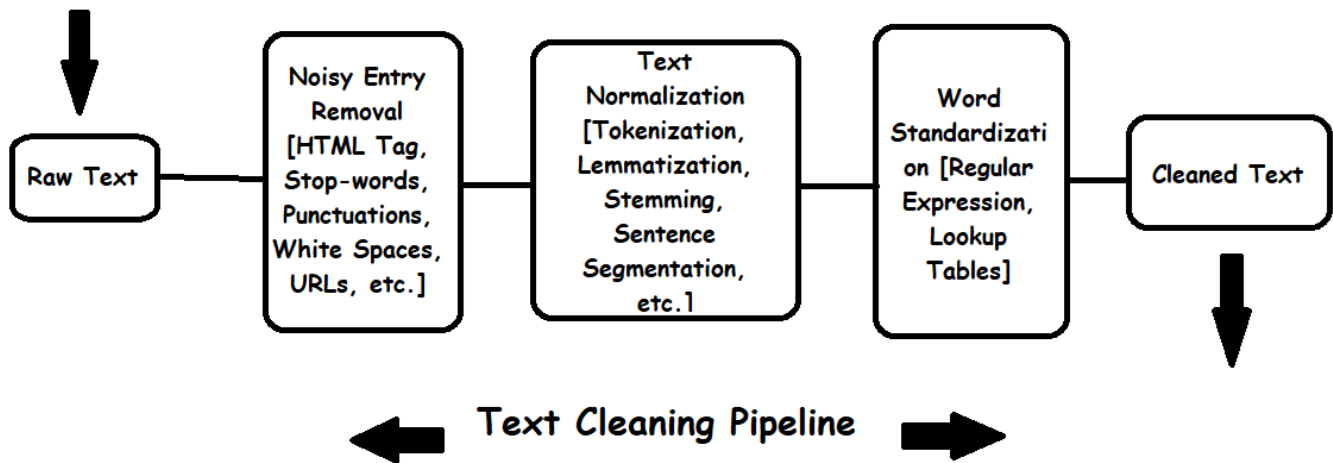 Raw Text
Noisy Entry
Removal
[HTML Tag,
Stop-words,
Punctuations,
White Spaces,
URLs, etc.]
Text
Normalization
[Tokenization,
Lemmatization,
Stemming,
Sentence
Segmentation,
etc.]
Word
Standardizati
on [Regular
Expression,
Lookup
Tables]
Cleaned Text
Text Cleaning Pipeline